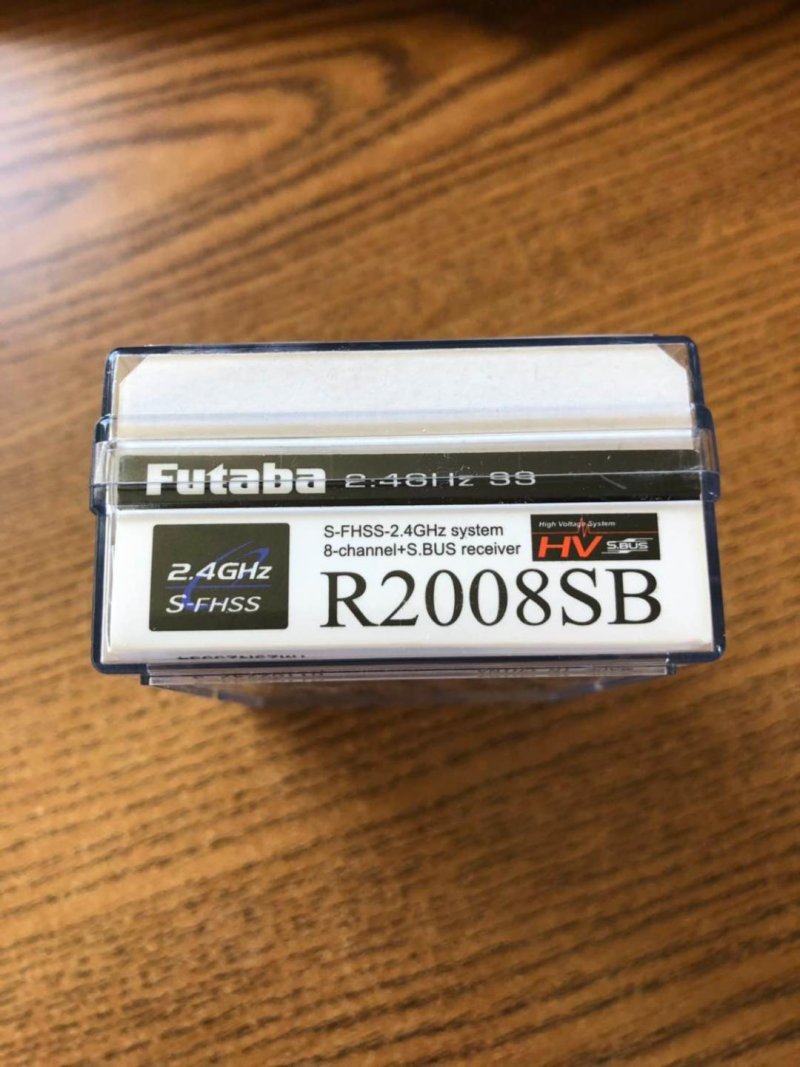 Futaba 2.4GHz SS
S-FHSS-2.4GHz system
8-channel+S.BUS receiver
High Voltage System
HV S.BUS
2.4GHz
S-FHSS
R2008SB